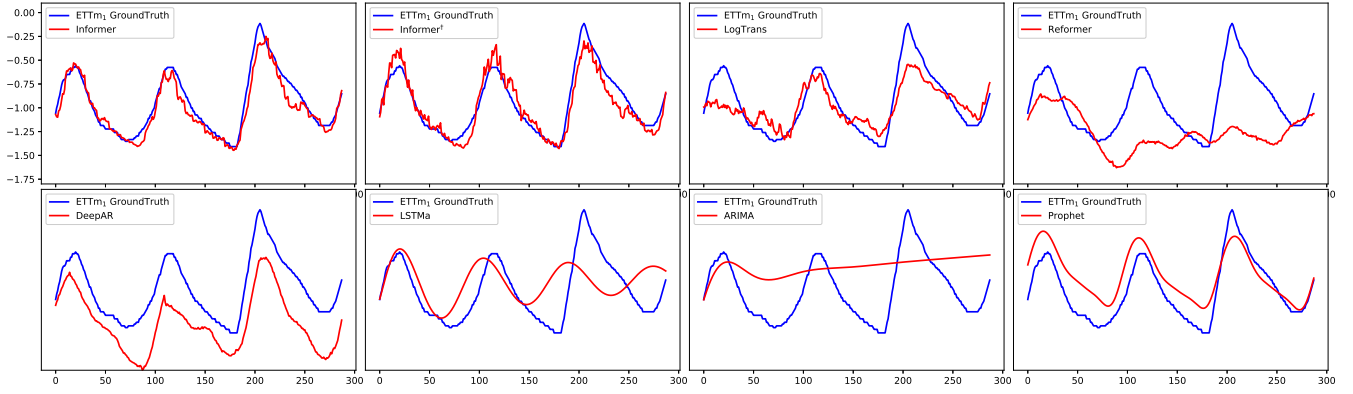 ETTm₁ GroundTruth
Informer
ETTm₁ GroundTruth
Informer†
ETTm₁ GroundTruth
LogTrans
ETTm₁ GroundTruth
Reformer
0.00
−0.25
−0.50
−0.75
−1.00
−1.25
−1.50
−1.75
0 0
ETTm₁ GroundTruth
DeepAR
ETTm₁ GroundTruth
LSTMa
ETTm₁ GroundTruth
ARIMA
ETTm₁ GroundTruth
Prophet
0 50 100 150 200 250 300
0 50 100 150 200 250 300
0 50 100 150 200 250 300
0 50 100 150 200 250 300